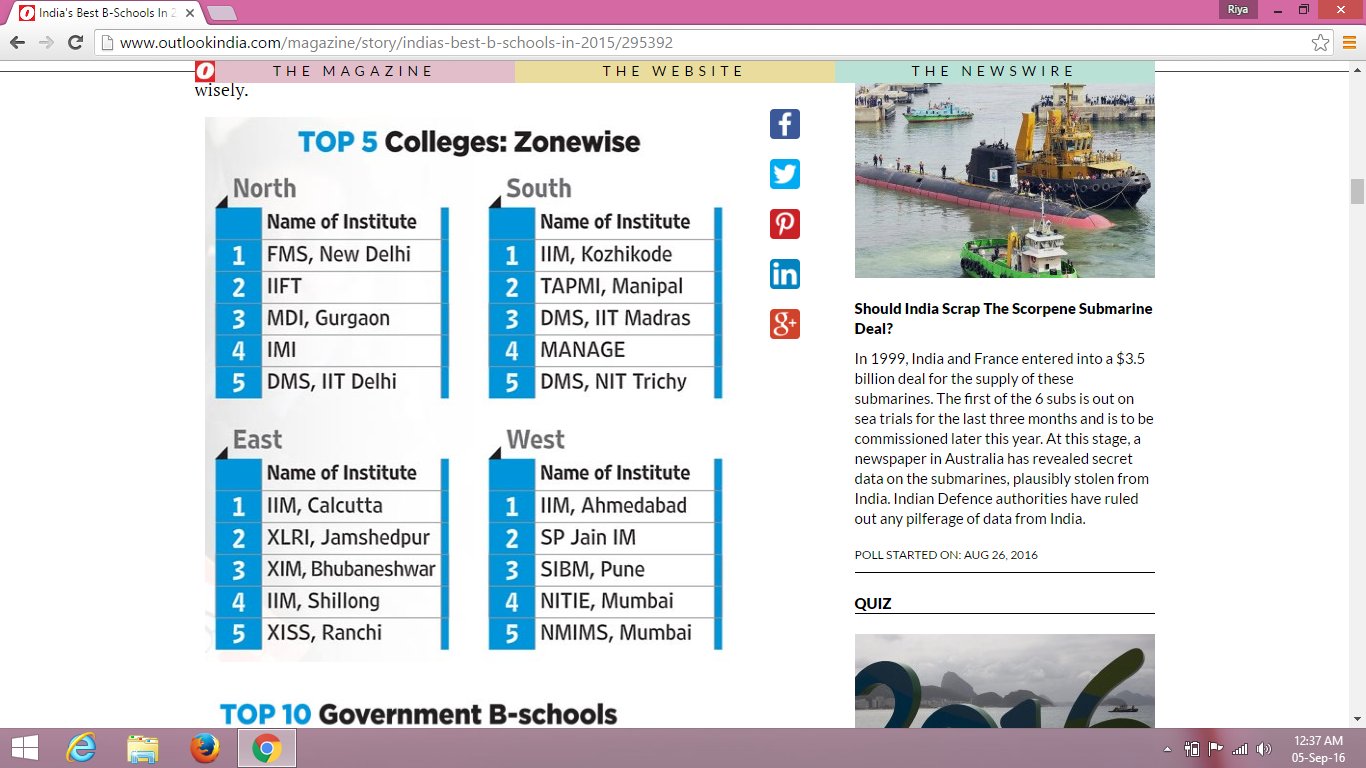 India's Best B-Schools In 2
Riya
www.outlookindia.com/magazine/story/indias-best-b-schools-in-2015/295392
THE MAGAZINE
THE WEBSITE
THE NEWSWIRE
wisely.
TOP 5 Colleges: Zonewise
North
Name of Institute
1 FMS, New Delhi
2 IIFT
3 MDI, Gurgaon
4 IMI
5 DMS, IIT Delhi
South
Name of Institute
1 IIM, Kozhikode
2 TAPMI, Manipal
3 DMS, IIT Madras
4 MANAGE
5 DMS, NIT Trichy
East
Name of Institute
1 IIM, Calcutta
2 XLRI, Jamshedpur
3 XIM, Bhubaneshwar
4 IIM, Shillong
5 XISS, Ranchi
West
Name of Institute
1 IIM, Ahmedabad
2 SP Jain IM
3 SIBM, Pune
4 NITIE, Mumbai
5 NMIMS, Mumbai
TOP 10 Government B-schools
Should India Scrap The Scorpene Submarine
Deal?
In 1999, India and France entered into a $3.5
billion deal for the supply of these
submarines. The first of the 6 subs is out on
sea trials for the last three months and is to be
commissioned later this year. At this stage, a
newspaper in Australia has revealed secret
data on the submarines, plausibly stolen from
India. Indian Defence authorities have ruled
out any pilferage of data from India.
POLL STARTED ON: AUG 26, 2016
QUIZ
12:37 AM
05-Sep-16